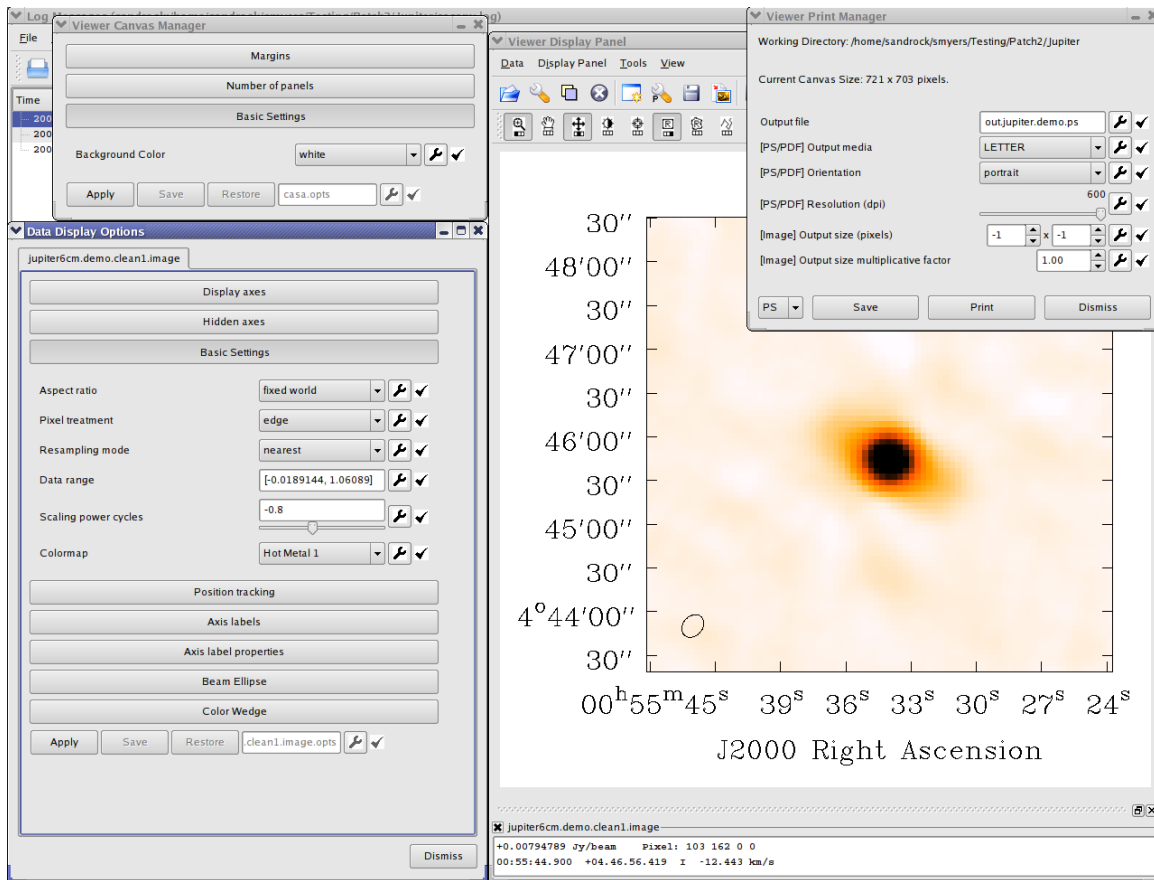 Viewer Canvas Manager
Margins
Number of panels
Basic Settings
Background Color
white
Apply
Save
Restore
casa.opts
File
Time
200
200
200
Data Display Options
jupiter6cm.demo.clean1.image
Display axes
Hidden axes
Basic Settings
Aspect ratio
fixed world
Pixel treatment
edge
Resampling mode
nearest
Data range
[-0.0189144, 1.06089]
Scaling power cycles
-0.8
Colormap
Hot Metal 1
Position tracking
Axis labels
Axis label properties
Beam Ellipse
Color Wedge
Apply
Save
Restore
.clean1.image.opts
Dismiss
Viewer Display Panel
Data Display Panel Tools View
30''
48'00''
30''
47'00''
30''
46'00''
30''
45'00''
30''
4°44'00''
30''
00h55m45s 39s 36s 33s 30s 27s 24s
J2000 Right Ascension
jupiter6cm.demo.clean1.image
+0.00794789 Jy/beam Pixel: 103 162 0 0
00:55:44.900 +04.46.56.419 I -12.443 km/s
Viewer Print Manager
Working Directory: /home/sandrock/smyers/Testing/Patch2/Jupiter
Current Canvas Size: 721 x 703 pixels.
Output file
out.jupiter.demo.ps
[PS/PDF] Output media
LETTER
[PS/PDF] Orientation
portrait
[PS/PDF] Resolution (dpi)
600
[Image] Output size (pixels)
-1 x -1
[Image] Output size multiplicative factor
1.00
PS
Save
Print
Dismiss